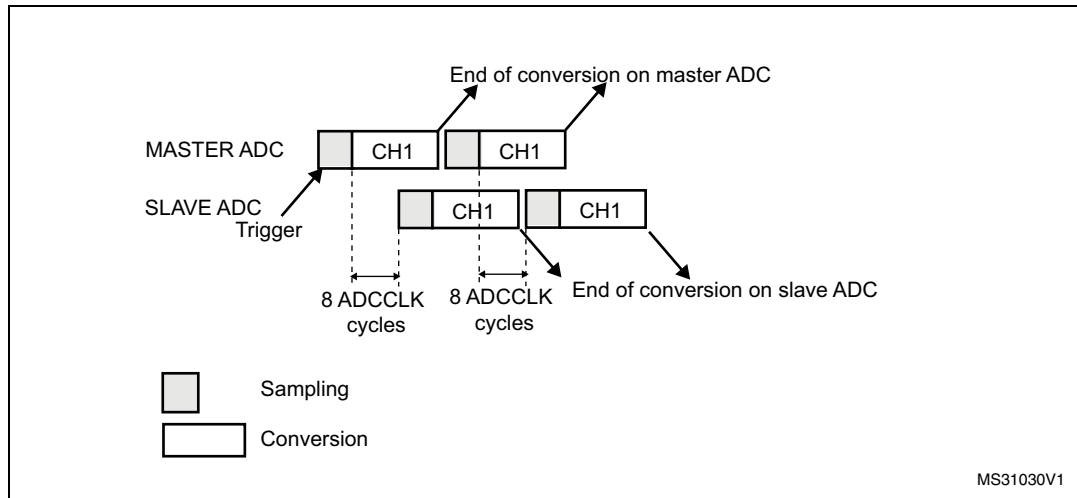 End of conversion on master ADC
MASTER ADC
CH1
CH1
SLAVE ADC
CH1
CH1
Trigger
8 ADCCLK
cycles
8 ADCCLK
cycles
End of conversion on slave ADC
Sampling
Conversion
MS31030V1